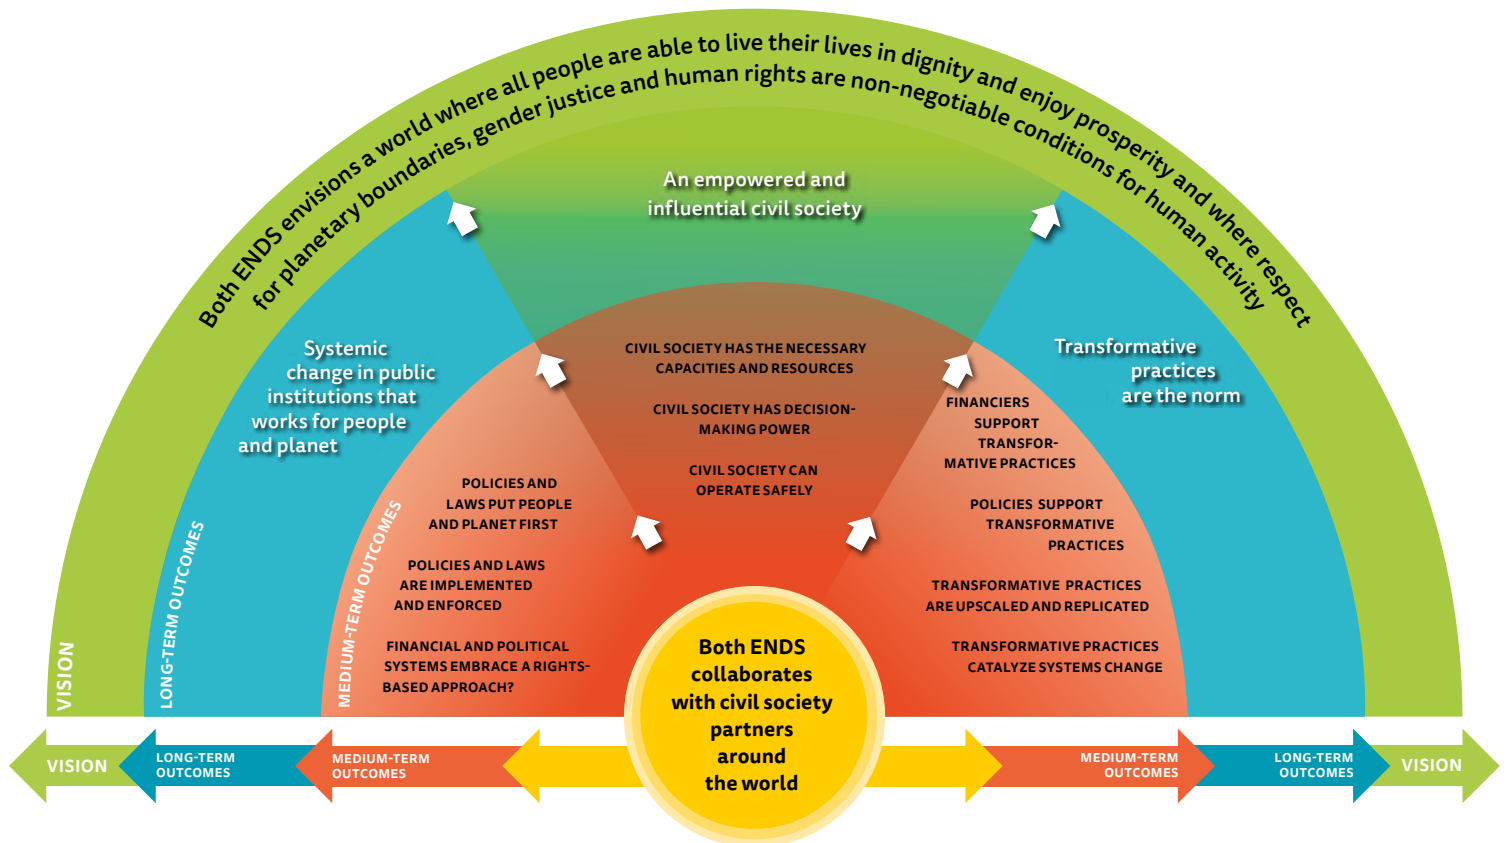 Both ENDS envisions a world where all people are able to live their lives in dignity and enjoy prosperity and where respect
for planetary boundaries, gender justice and human rights are non-negotiable conditions for human activity
An empowered and
influential civil society
Systemic
change in public
institutions that
works for people
and planet
Transformative
practices
are the norm
CIVIL SOCIETY HAS THE NECESSARY
CAPACITIES AND RESOURCES
CIVIL SOCIETY HAS DECISION-
MAKING POWER
CIVIL SOCIETY CAN
OPERATE SAFELY
POLICIES AND
LAWS PUT PEOPLE
AND PLANET FIRST
POLICIES AND LAWS
ARE IMPLEMENTED
AND ENFORCED
FINANCIAL AND POLITICAL
SYSTEMS EMBRACE A RIGHTS-
BASED APPROACH?
FINANCIERS
SUPPORT
TRANSFOR-
MATIVE PRACTICES
POLICIES SUPPORT
TRANSFORMATIVE
PRACTICES
TRANSFORMATIVE PRACTICES
ARE UPSCALED AND REPLICATED
TRANSFORMATIVE PRACTICES
CATALYZE SYSTEMS CHANGE
VISION
LONG-TERM OUTCOMES
MEDIUM-TERM OUTCOMES
Both ENDS
collaborates
with civil society
partners
around
the world
VISION
LONG-TERM
OUTCOMES
MEDIUM-TERM
OUTCOMES
MEDIUM-TERM
OUTCOMES
LONG-TERM
OUTCOMES
VISION